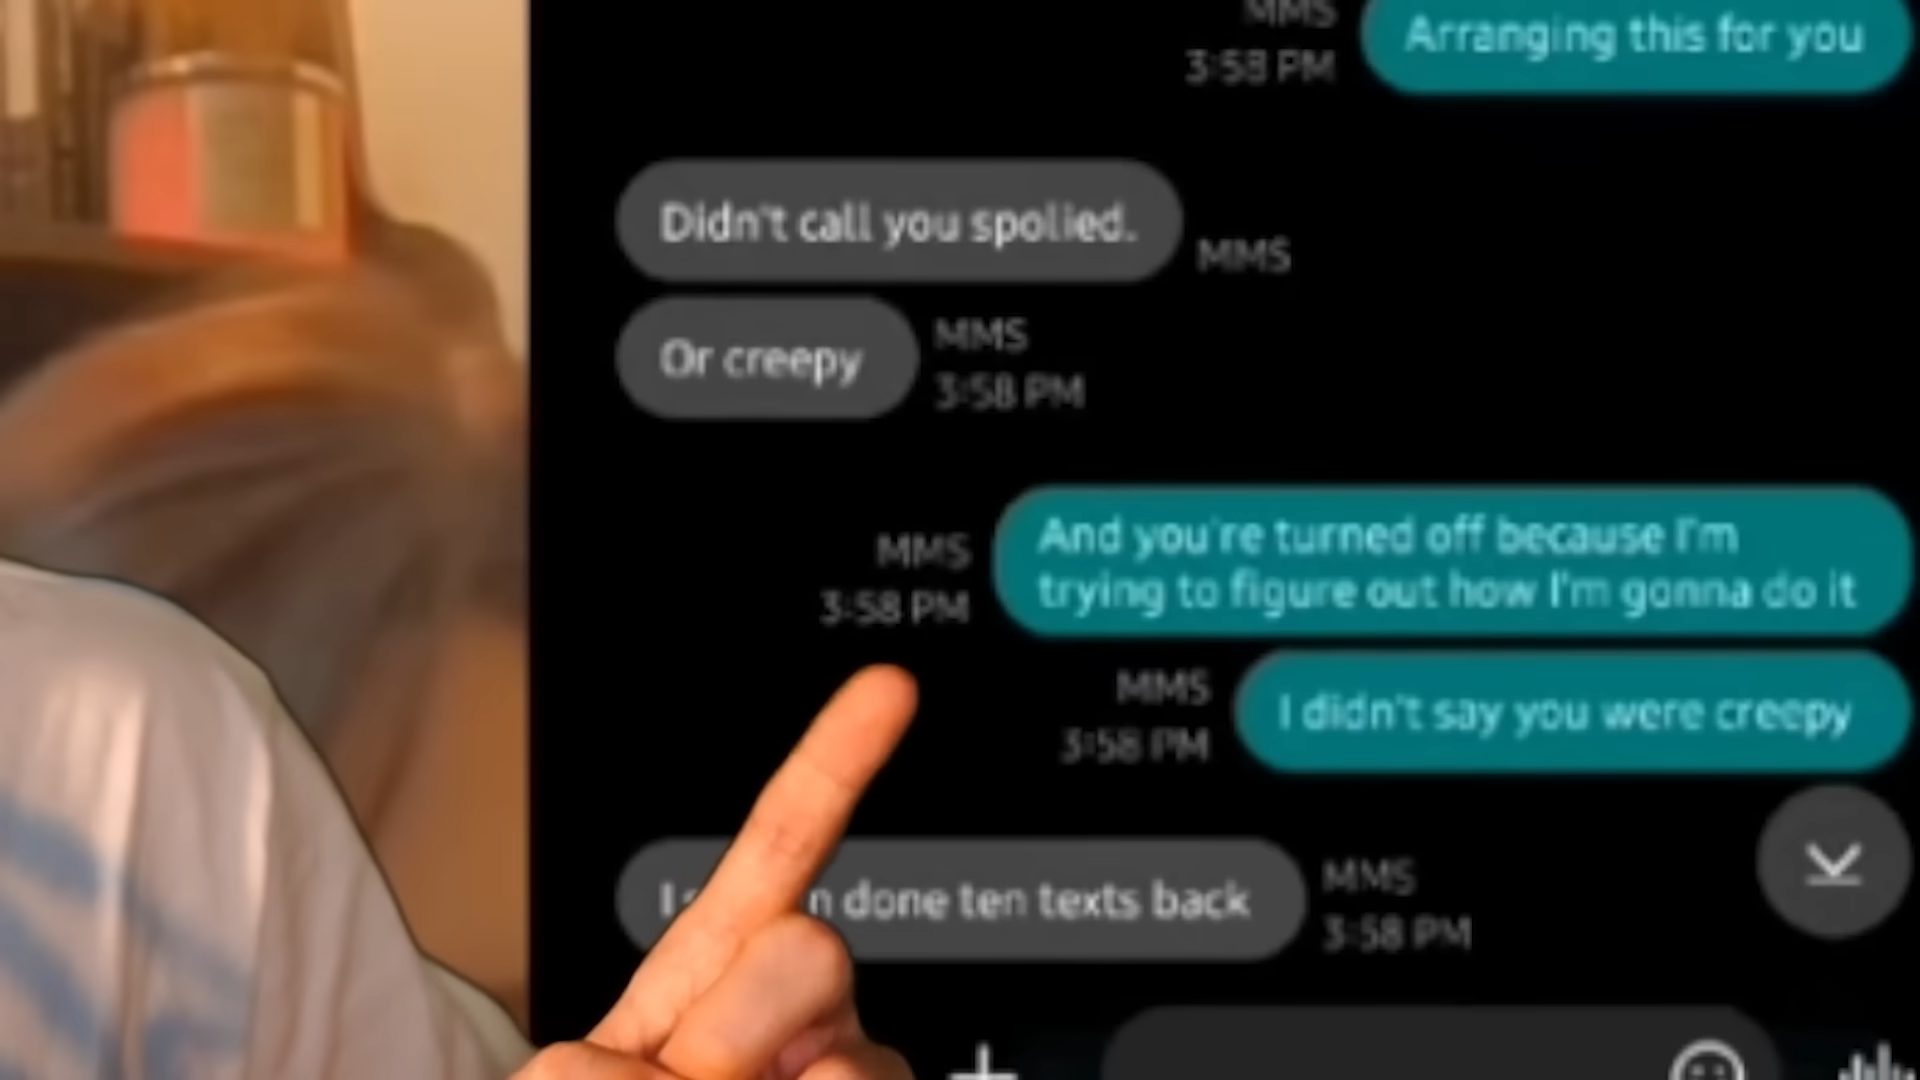 MMS
3:58 PM
Arranging this for you
Didn't call you spolied.
MMS
Or creepy
MMS
3:58 PM
And you're turned off because I'm
trying to figure out how I'm gonna do it
MMS
3:58 PM
I didn't say you were creepy
MMS
3:58 PM
I done ten texts back
MMS
3:58 PM